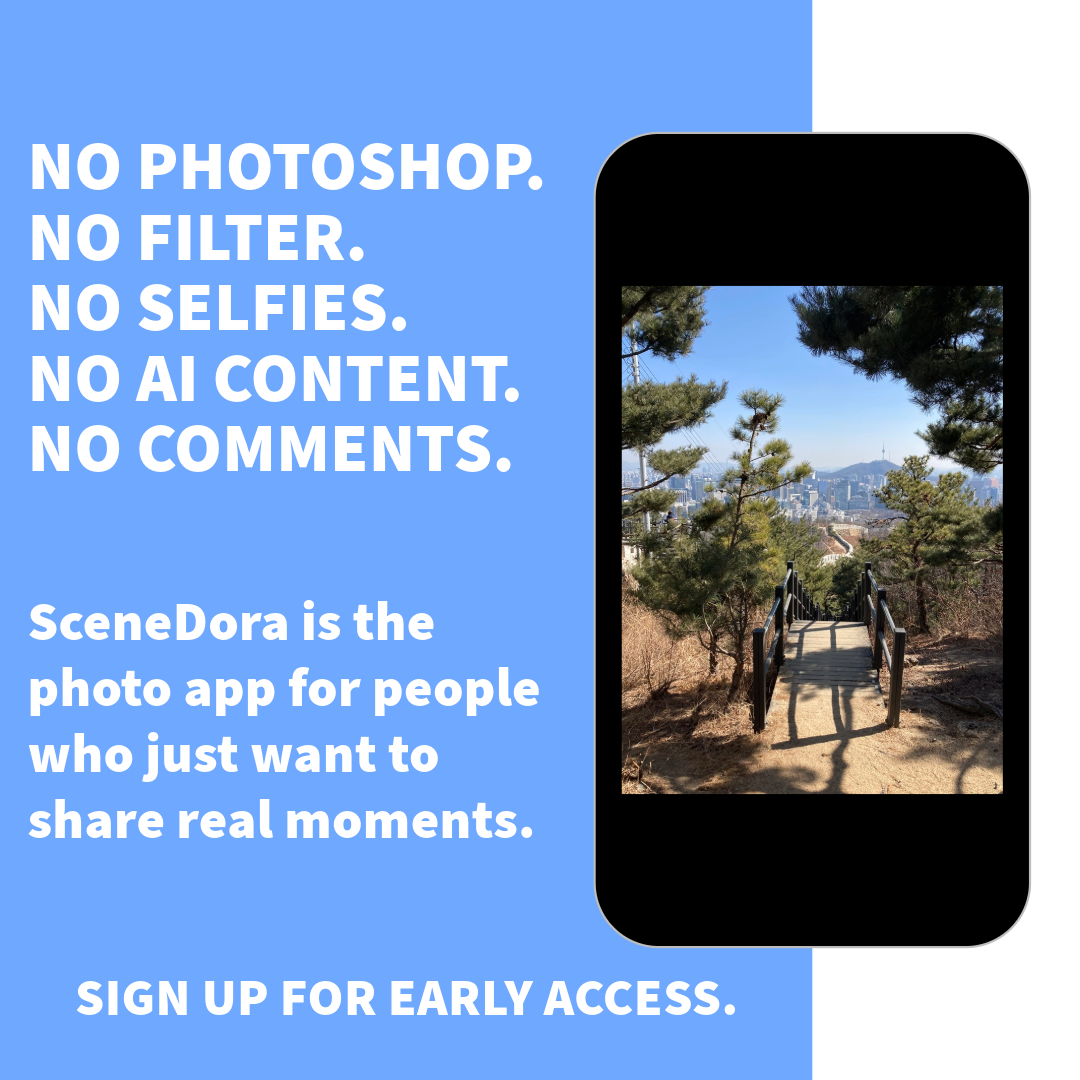 NO PHOTOSHOP.
NO FILTER.
NO SELFIES.
NO AI CONTENT.
NO COMMENTS.
SceneDora is the
photo app for people
who just want to
share real moments.
SIGN UP FOR EARLY ACCESS.